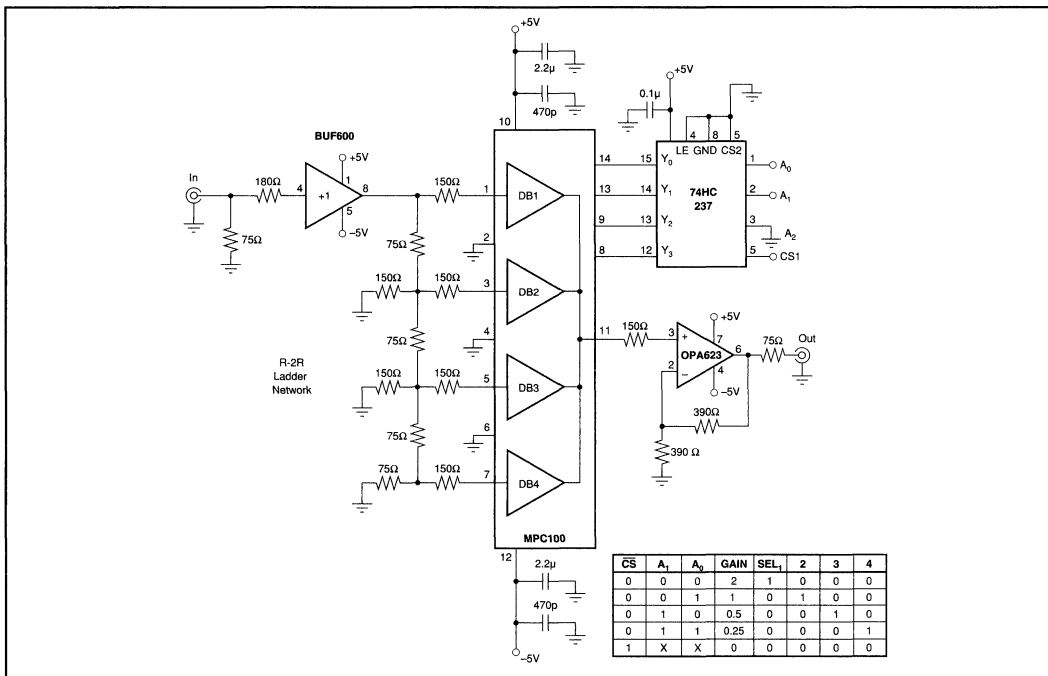 +5V
2.2µ
470p
10
+5V
0.1µ
4 8 5
LE GND CS2
BUF600
+5V
In
180Ω
4
+1
1
8
5
−5V
75Ω
150Ω
1
DB1
2
75Ω
150Ω
150Ω
3
DB2
4
75Ω
R-2R
Ladder
Network
150Ω
150Ω
5
DB3
6
75Ω
75Ω
150Ω
7
DB4
MPC100
12
2.2µ
470p
−5V
14 15 Y0
13 14 Y1
9 13 Y2
8 12 Y3
74HC
237
1 A0
2 A1
3 A2
5 CS1
11
150Ω
3
+
2
−
OPA623
+5V
7
6
4
−5V
75Ω
Out
390Ω
390 Ω
CS A1 A0 GAIN SEL1 2 3 4
0 0 0 2 1 0 0 0
0 0 1 1 0 1 0 0
0 1 0 0.5 0 0 1 0
0 1 1 0.25 0 0 0 1
1 X X 0 0 0 0 0